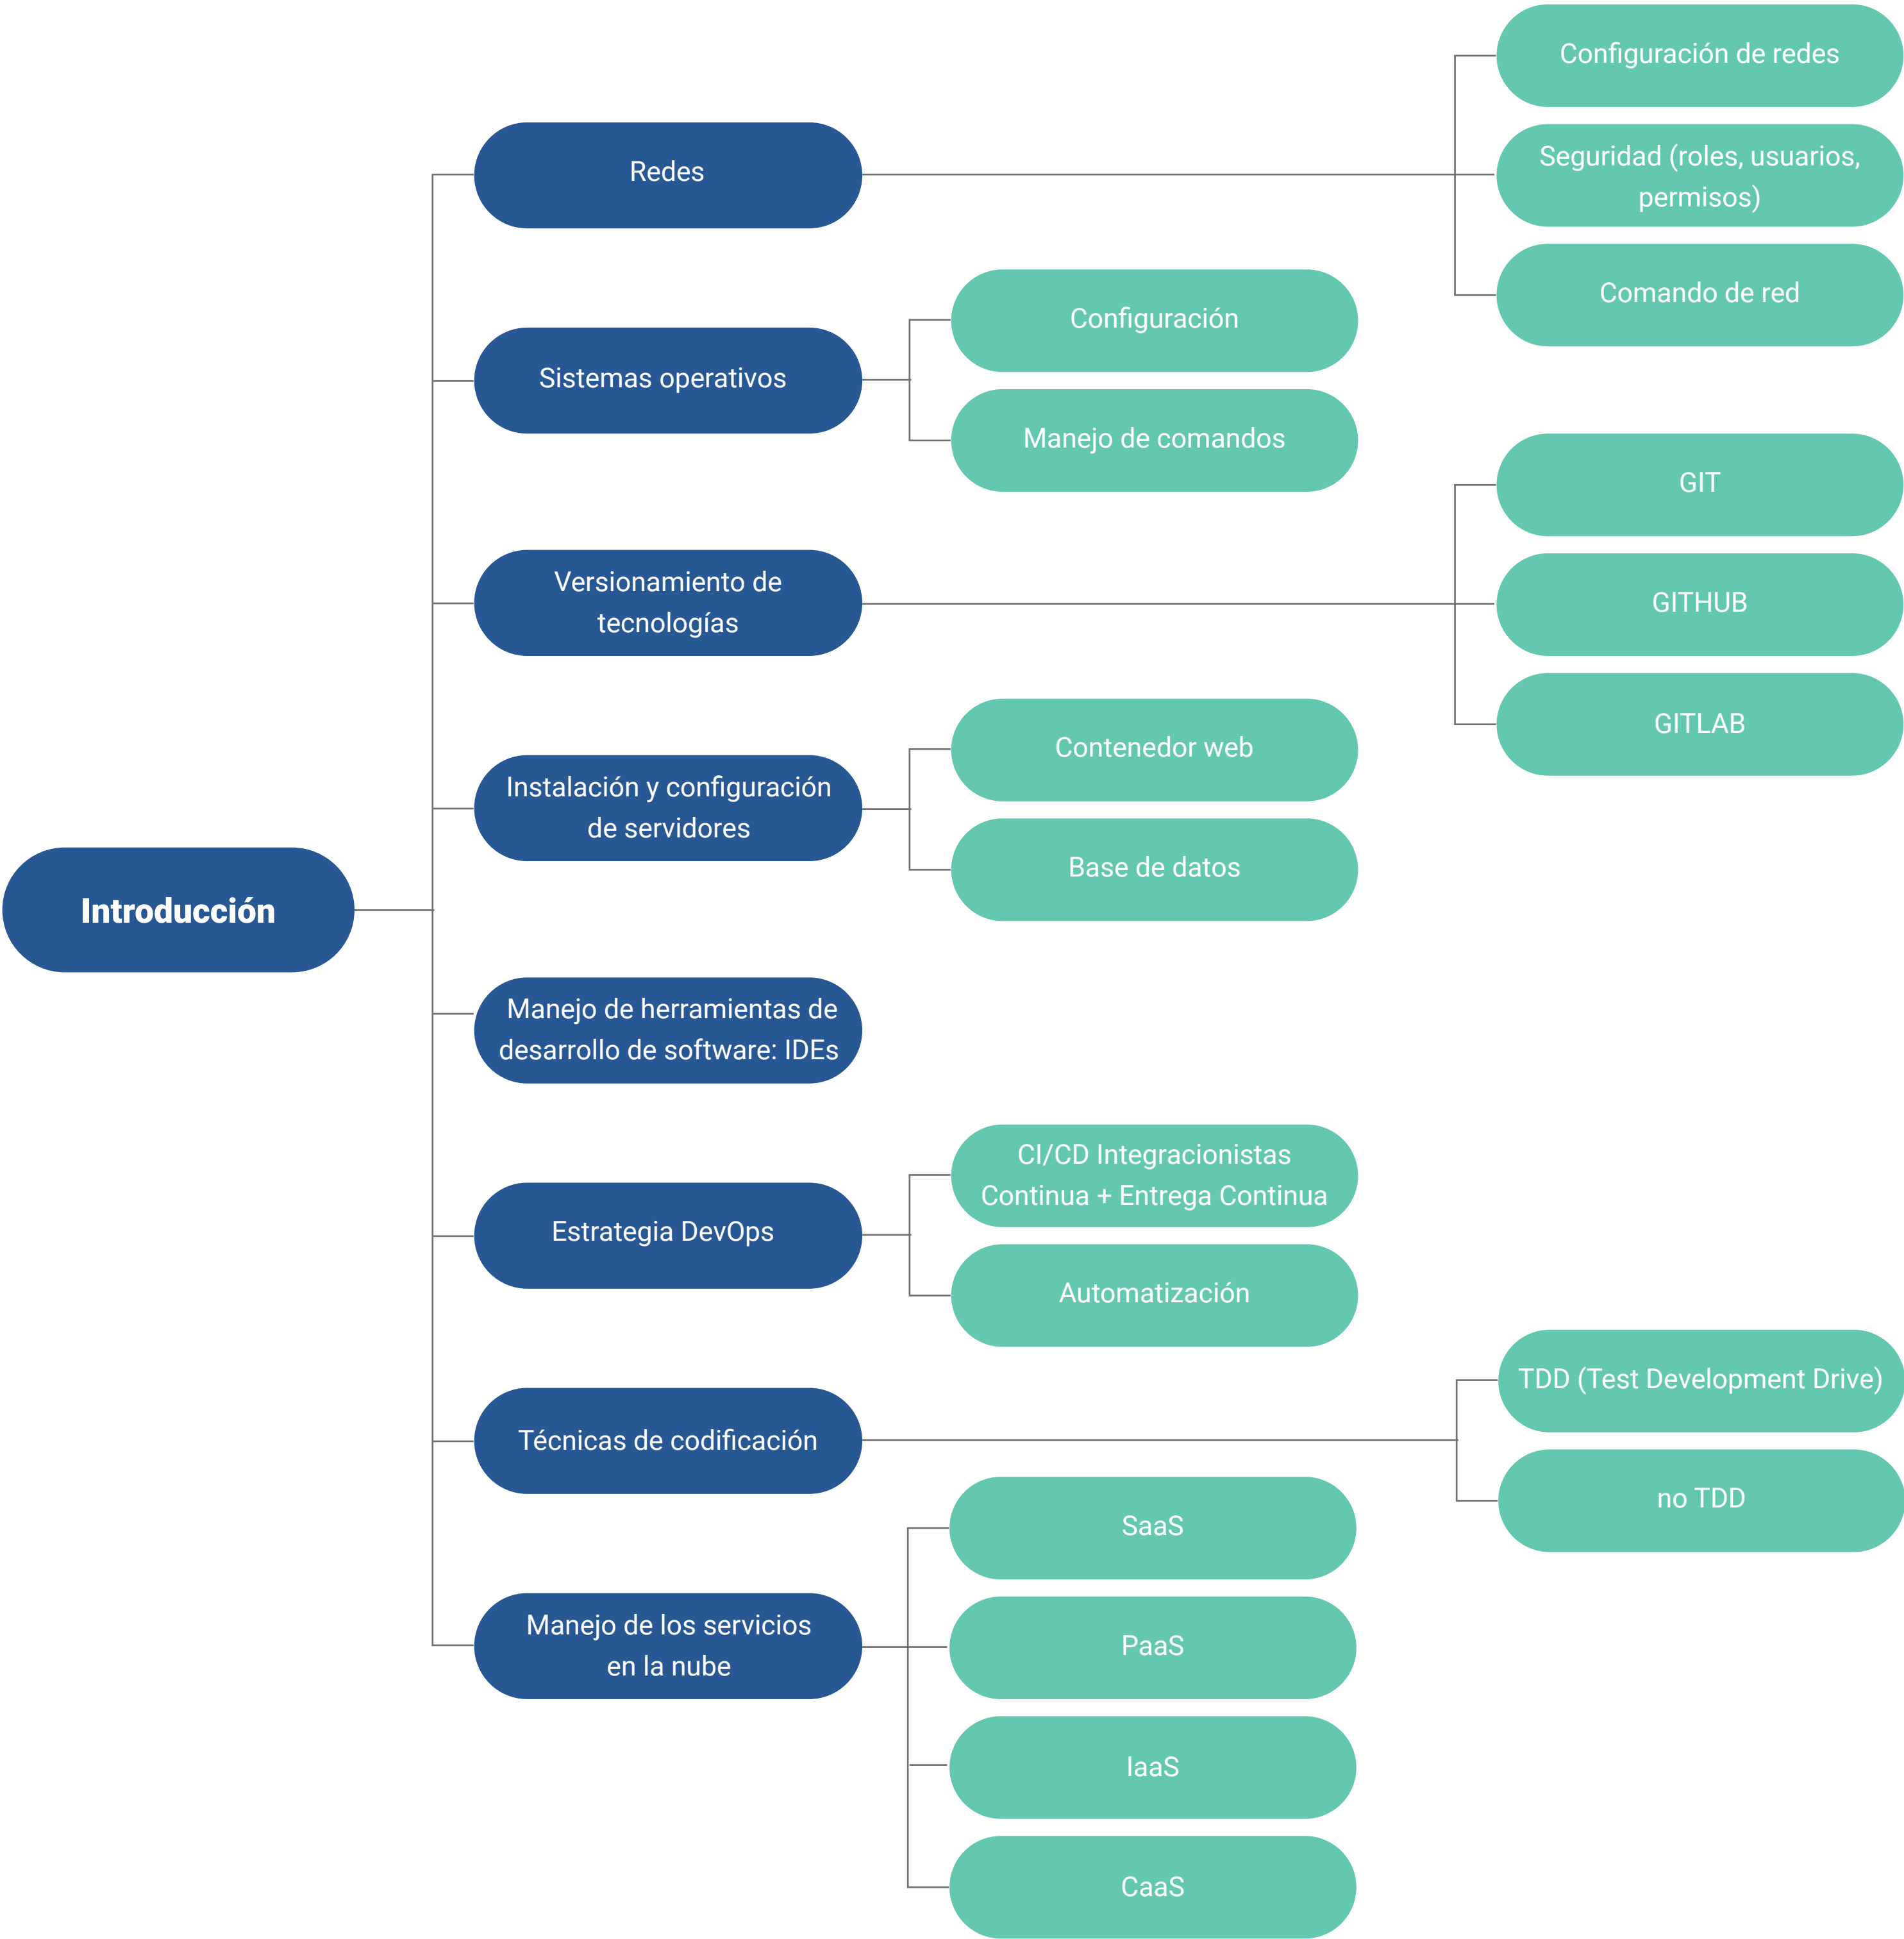 Introducción
Redes
Configuración de redes
Seguridad (roles, usuarios,
permisos)
Comando de red
Sistemas operativos
Configuración
Manejo de comandos
Versionamiento de
tecnologías
GIT
GITHUB
GITLAB
Instalación y configuración
de servidores
Contenedor web
Base de datos
Manejo de herramientas de
desarrollo de software: IDEs
Estrategia DevOps
CI/CD Integracionistas
Continua + Entrega Continua
Automatización
Técnicas de codificación
TDD (Test Development Drive)
no TDD
Manejo de los servicios
en la nube
SaaS
PaaS
IaaS
CaaS